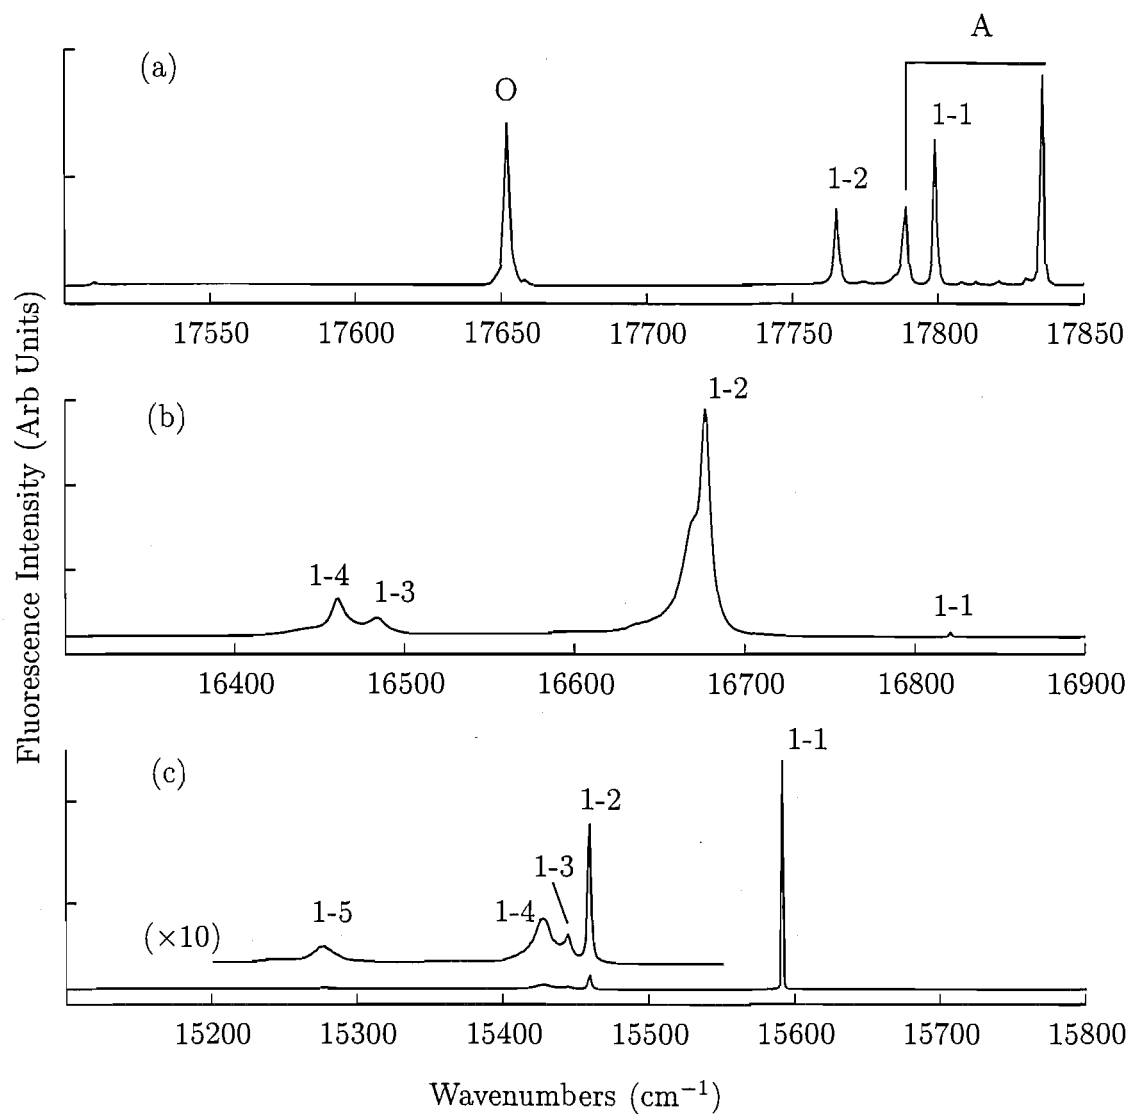 A
(a)
O
1-1
1-2
17550 17600 17650 17700 17750 17800 17850
Fluorescence Intensity (Arb Units)
(b)
1-2
1-4
1-3
1-1
16400 16500 16600 16700 16800 16900
(c)
1-1
1-2
1-3
1-4
1-5
(×10)
15200 15300 15400 15500 15600 15700 15800
Wavenumbers (cm⁻¹)